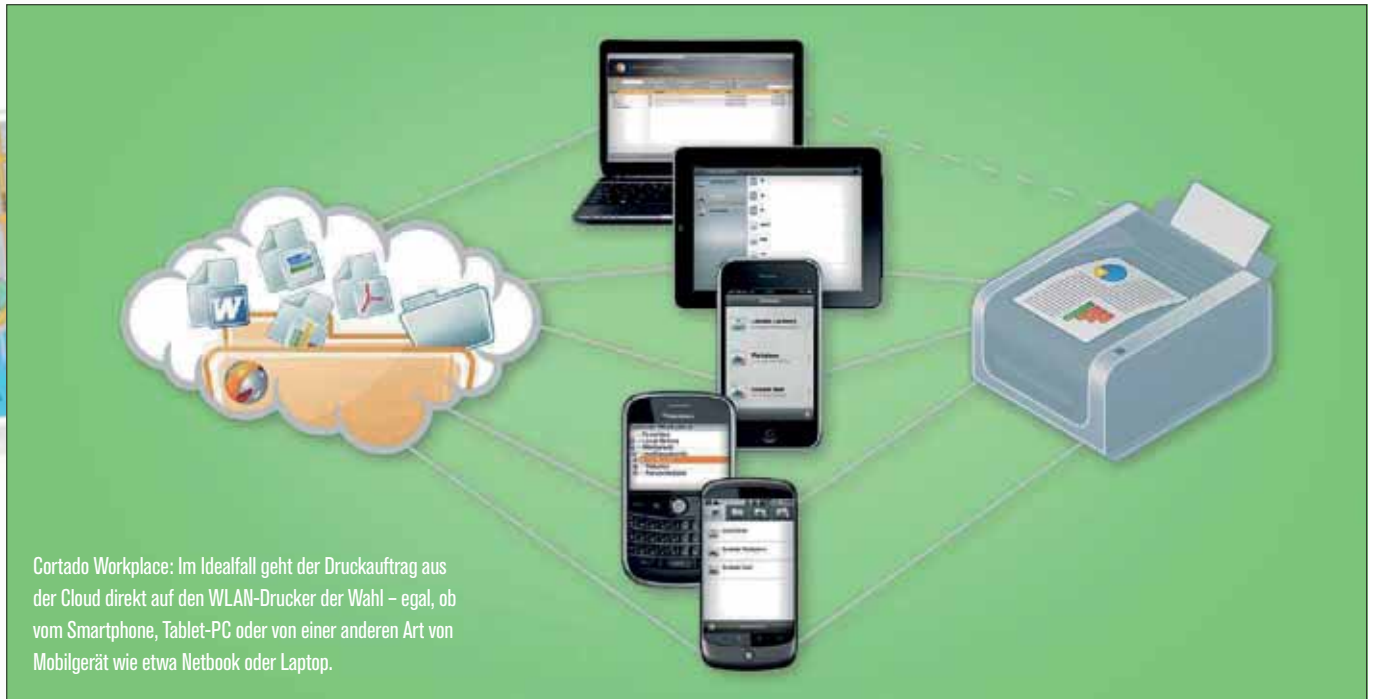 W
Cortado Workplace: Im Idealfall geht der Druckauftrag aus
der Cloud direkt auf den WLAN-Drucker der Wahl – egal, ob
vom Smartphone, Tablet-PC oder von einer anderen Art von
Mobilgerät wie etwa Netbook oder Laptop.